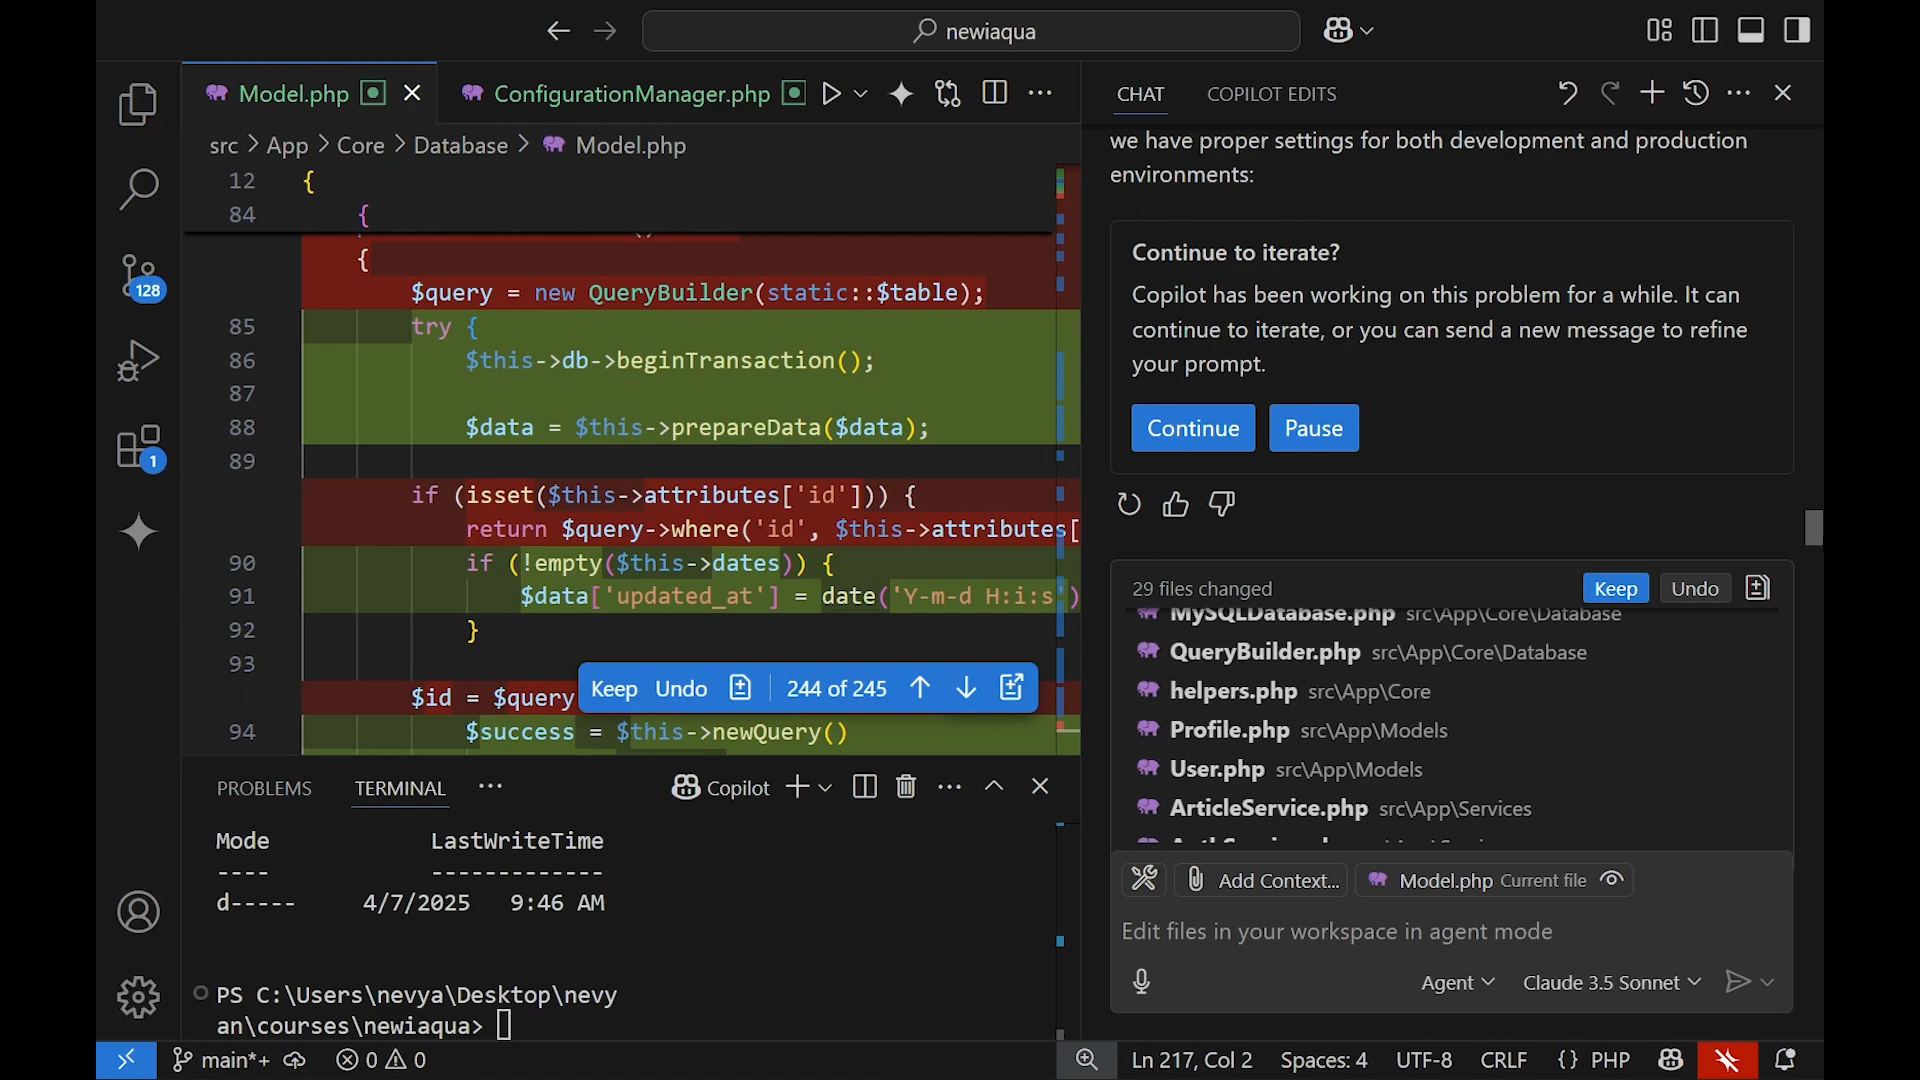 newiaqua
Model.php
ConfigurationManager.php
src > App > Core > Database > Model.php
12 {
84 {
{
$query = new QueryBuilder(static::$table);
85 try {
86 $this->db->beginTransaction();
87
88 $data = $this->prepareData($data);
89
if (isset($this->attributes['id'])) {
return $query->where('id', $this->attributes[
90 if (!empty($this->dates)) {
91 $data['updated_at'] = date('Y-m-d H:i:s')
92 }
93
$id = $query
Keep Undo 244 of 245
94 $success = $this->newQuery()
128
1
PROBLEMS TERMINAL ··· Copilot
Mode LastWriteTime
---- -------------
d----- 4/7/2025 9:46 AM
PS C:\Users\nevya\Desktop\nevy
an\courses\newiaqua>
CHAT COPILOT EDITS
we have proper settings for both development and production
environments:
Continue to iterate?
Copilot has been working on this problem for a while. It can
continue to iterate, or you can send a new message to refine
your prompt.
Continue Pause
29 files changed Keep Undo
MySQLDatabase.php src\App\Core\Database
QueryBuilder.php src\App\Core\Database
helpers.php src\App\Core
Profile.php src\App\Models
User.php src\App\Models
ArticleService.php src\App\Services
Add Context... Model.php Current file
Edit files in your workspace in agent mode
Agent Claude 3.5 Sonnet
main*+ 0 0 Ln 217, Col 2 Spaces: 4 UTF-8 CRLF {} PHP